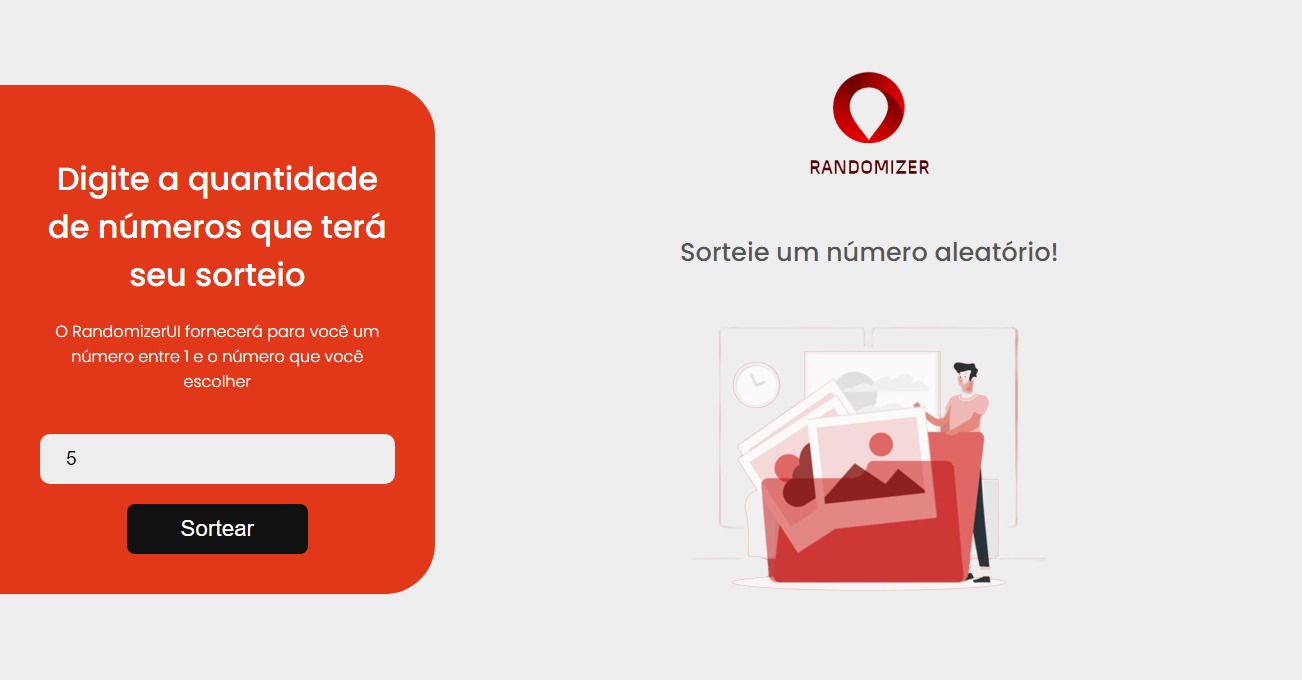 Digite a quantidade
de números que terá
seu sorteio
O RandomizerUI fornecerá para você um
número entre 1 e o número que você
escolher
5
Sortear
RANDOMIZER
Sorteie um número aleatório!